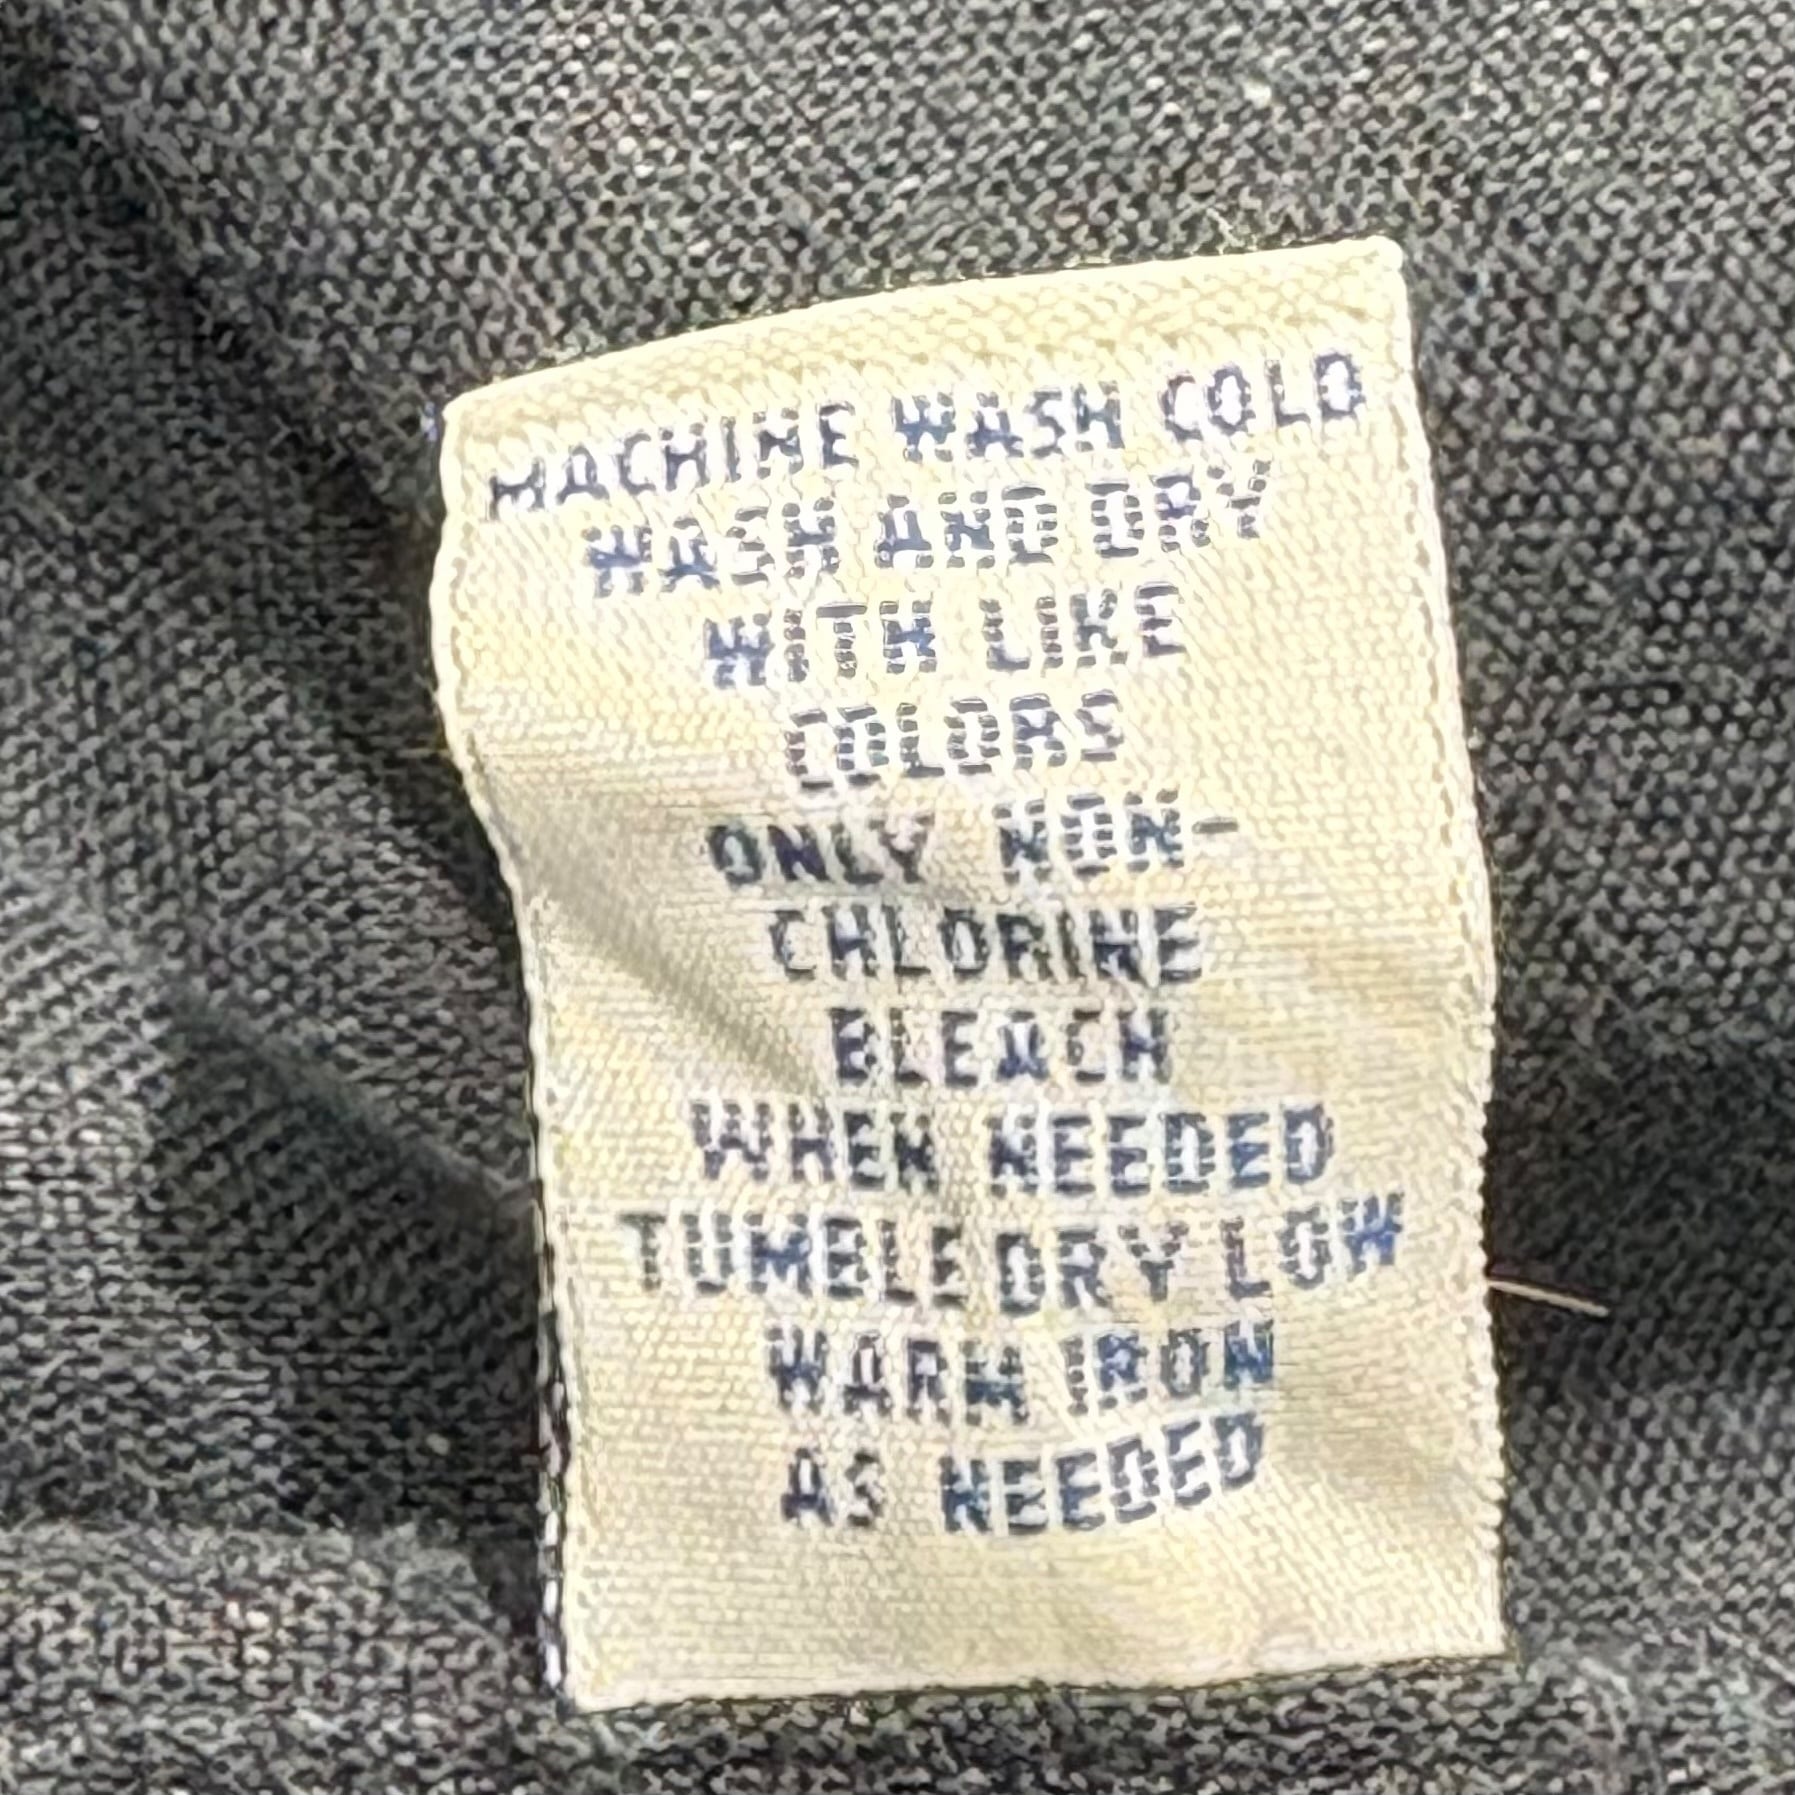 MACHINE WASH COLD
WASH AND DRY
WITH LIKE
COLORS
ONLY NON-
CHLORINE
BLEACH
WHEN NEEDED
TUMBLE DRY LOW
WARM IRON
AS NEEDED